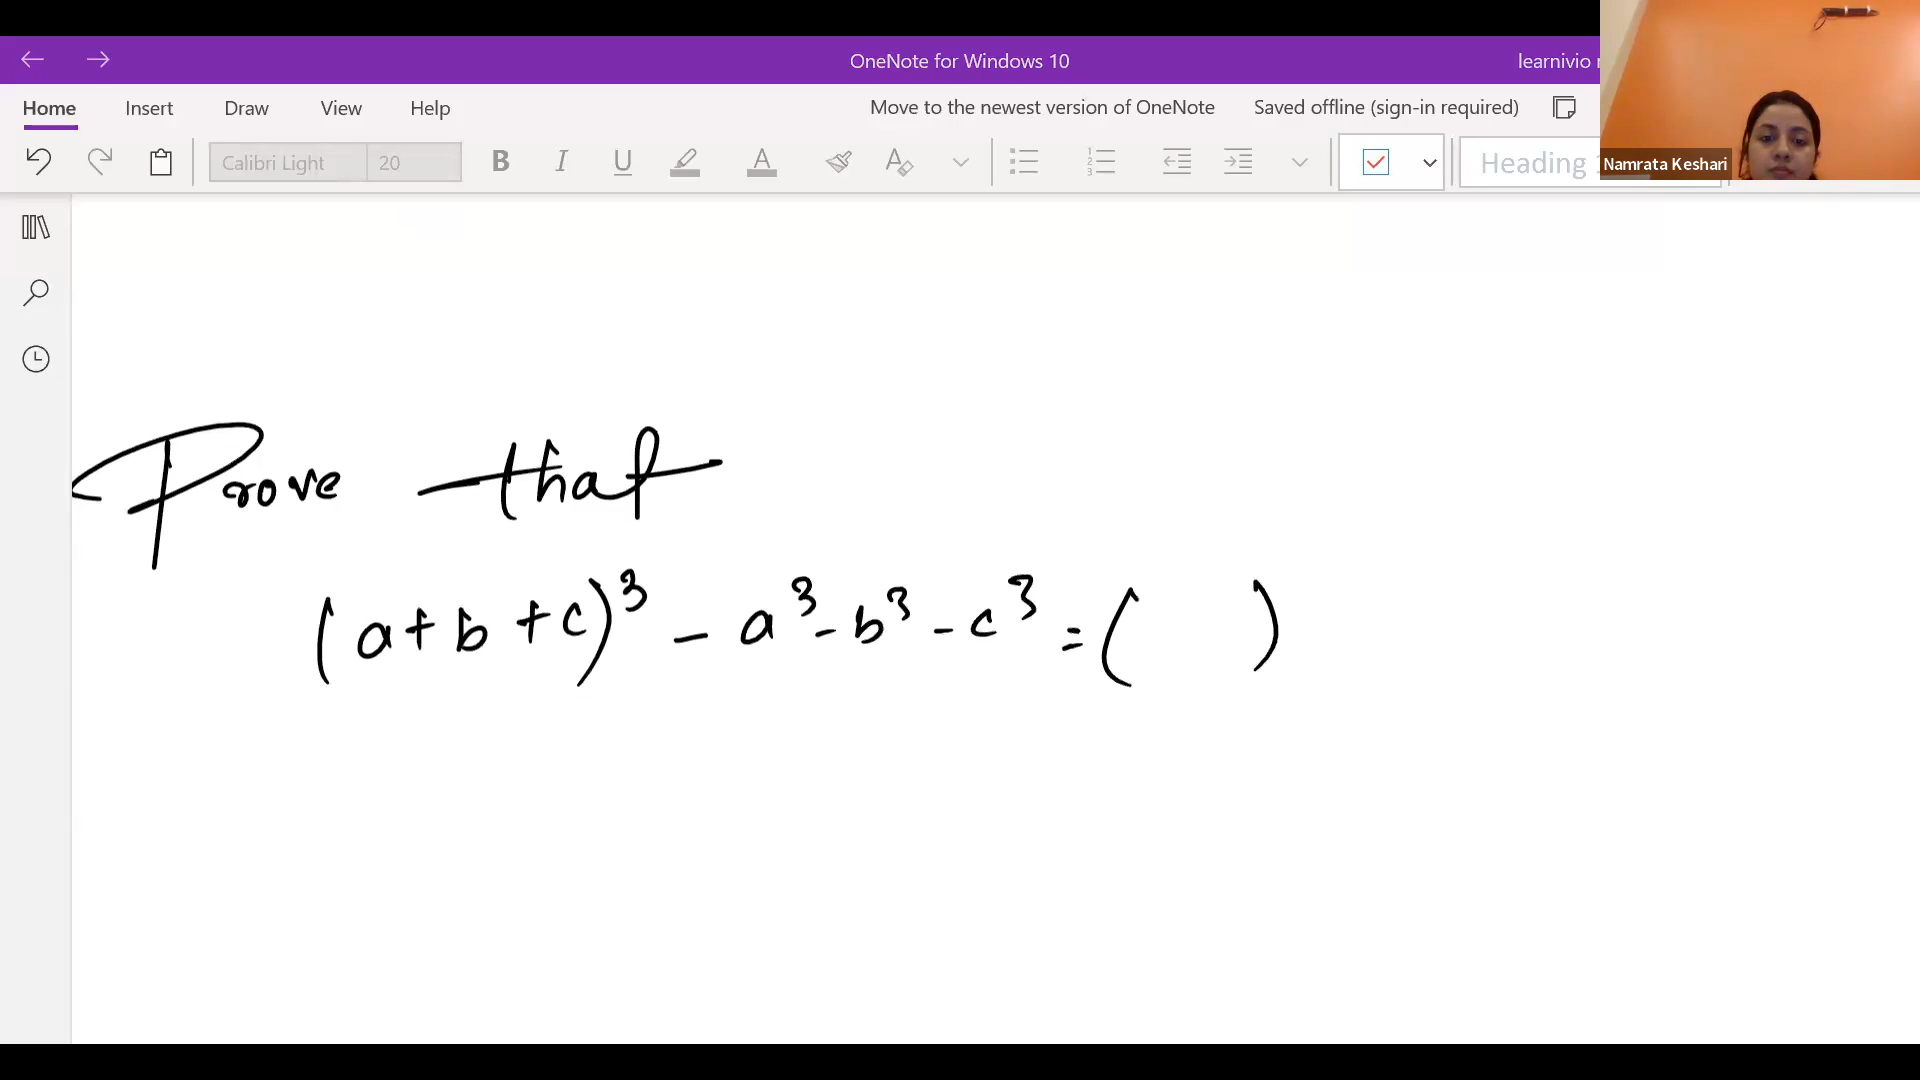 OneNote for Windows 10
learnivio
Home Insert Draw View Help
Move to the newest version of OneNote Saved offline (sign-in required)
Calibri Light 20 B I U A A Heading
Namrata Keshari
Prove that
(a+b+c)³ - a³ - b³ - c³ = ( )